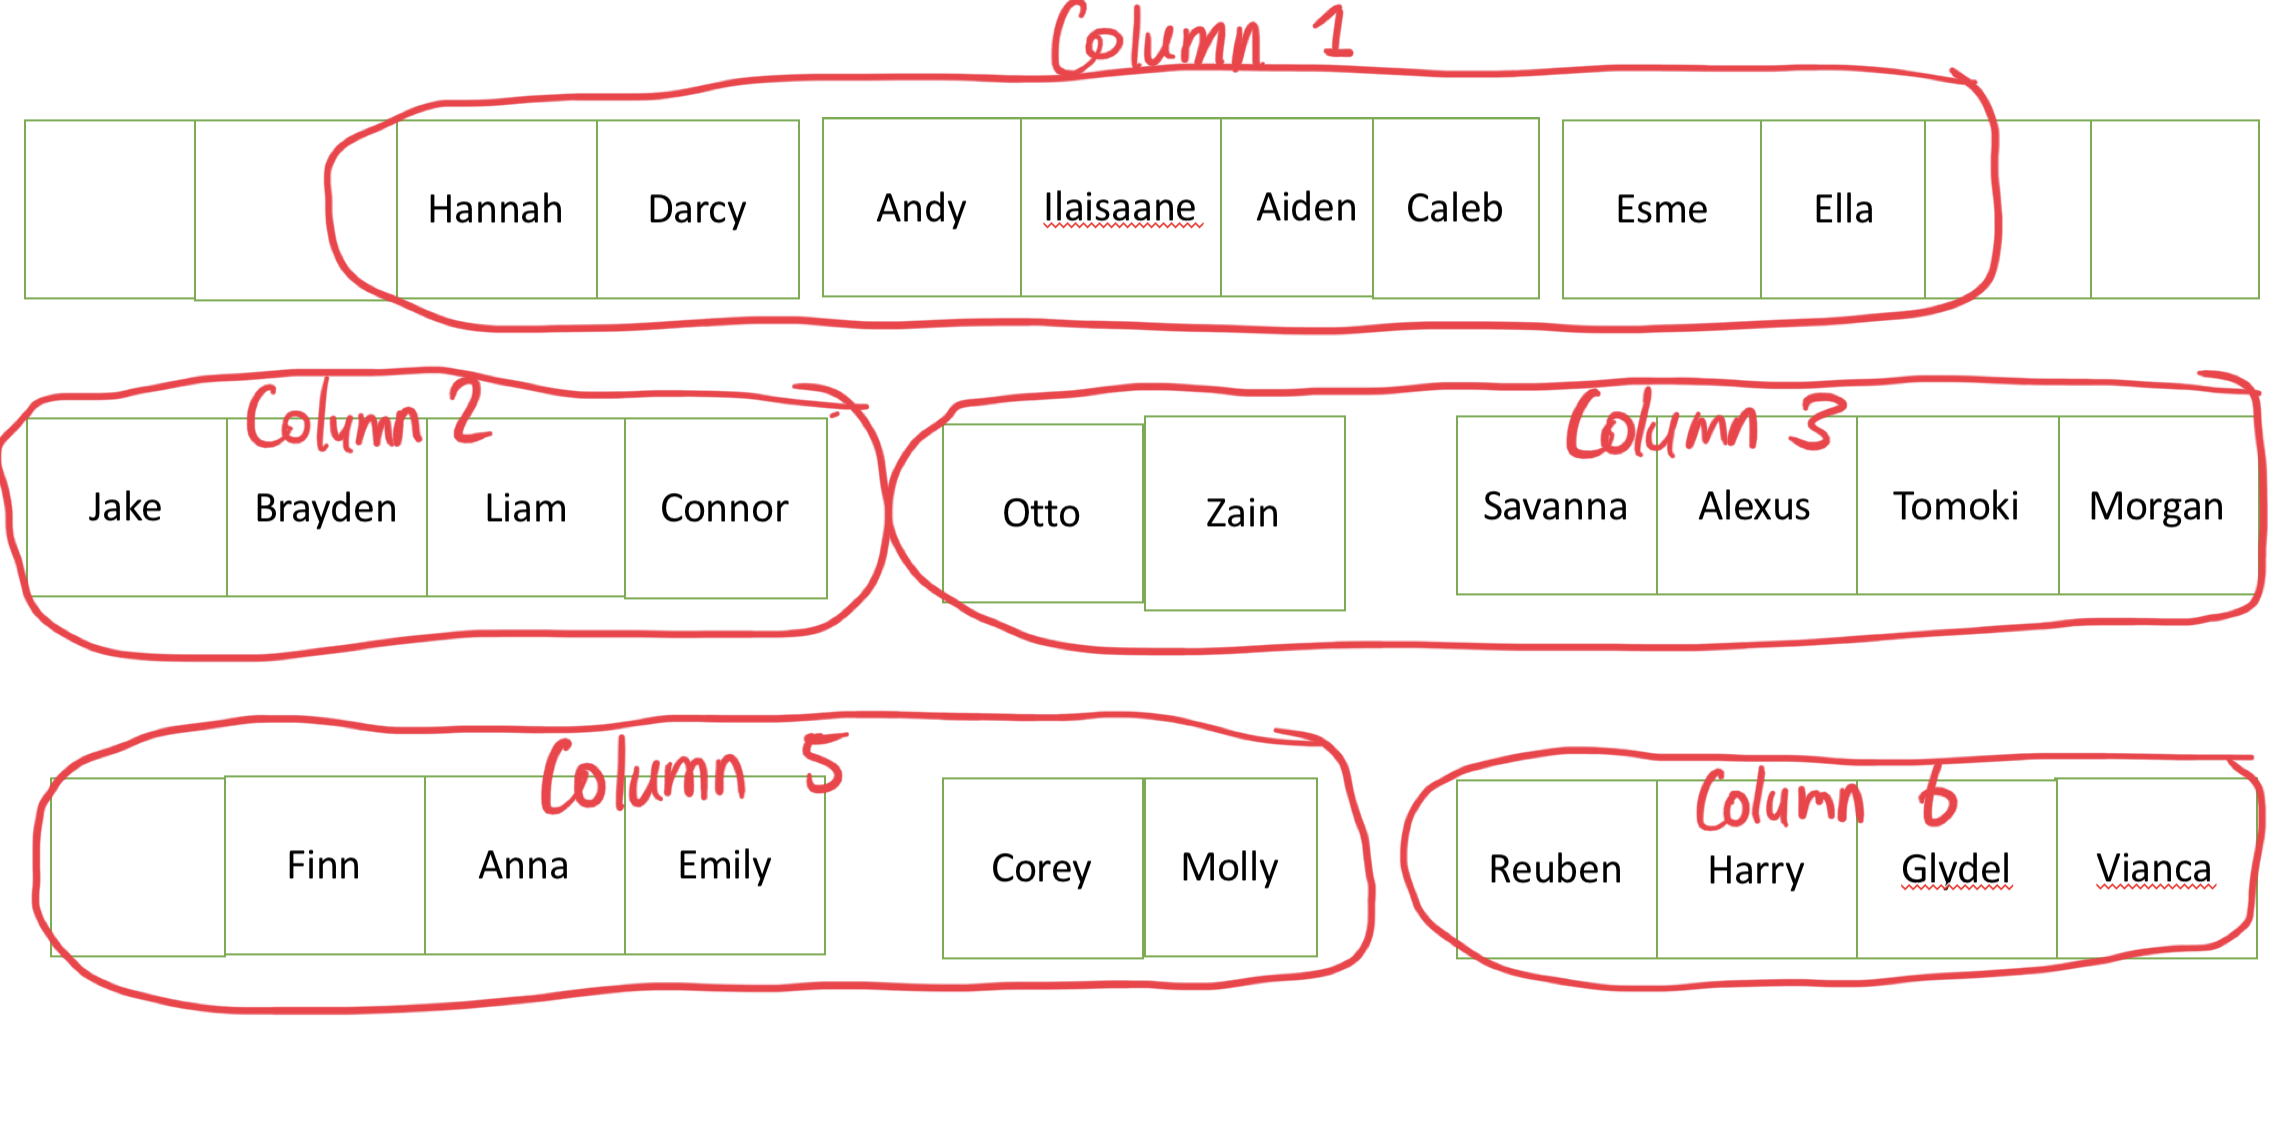 Column 1
Hannah Darcy Andy Ilaisaane Aiden Caleb Esme Ella
Column 2 Column 3
Jake Brayden Liam Connor Otto Zain Savanna Alexus Tomoki Morgan
Column 5 Column 6
Finn Anna Emily Corey Molly Reuben Harry Glydel Vianca